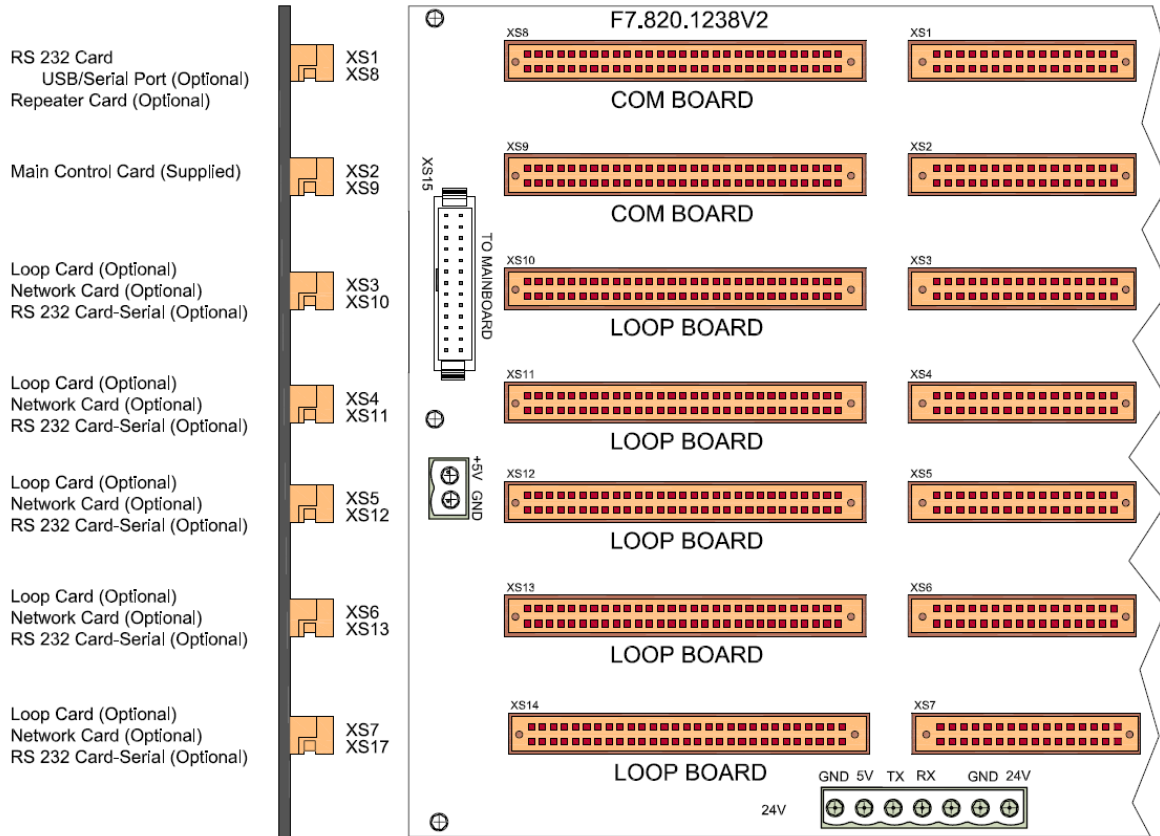 RS 232 Card
USB/Serial Port (Optional)
Repeater Card (Optional)
XS1
XS8
Main Control Card (Supplied)
XS2
XS9
Loop Card (Optional)
Network Card (Optional)
RS 232 Card-Serial (Optional)
XS3
XS10
Loop Card (Optional)
Network Card (Optional)
RS 232 Card-Serial (Optional)
XS4
XS11
Loop Card (Optional)
Network Card (Optional)
RS 232 Card-Serial (Optional)
XS5
XS12
Loop Card (Optional)
Network Card (Optional)
RS 232 Card-Serial (Optional)
XS6
XS13
Loop Card (Optional)
Network Card (Optional)
RS 232 Card-Serial (Optional)
XS7
XS17
F7.820.1238V2
XS8
XS1
COM BOARD
XS15
TO MAINBOARD
XS9
XS2
COM BOARD
XS10
XS3
LOOP BOARD
XS11
XS4
LOOP BOARD
+5V GND
XS12
XS5
LOOP BOARD
XS13
XS6
LOOP BOARD
XS14
XS7
LOOP BOARD
GND 5V TX RX GND 24V
24V